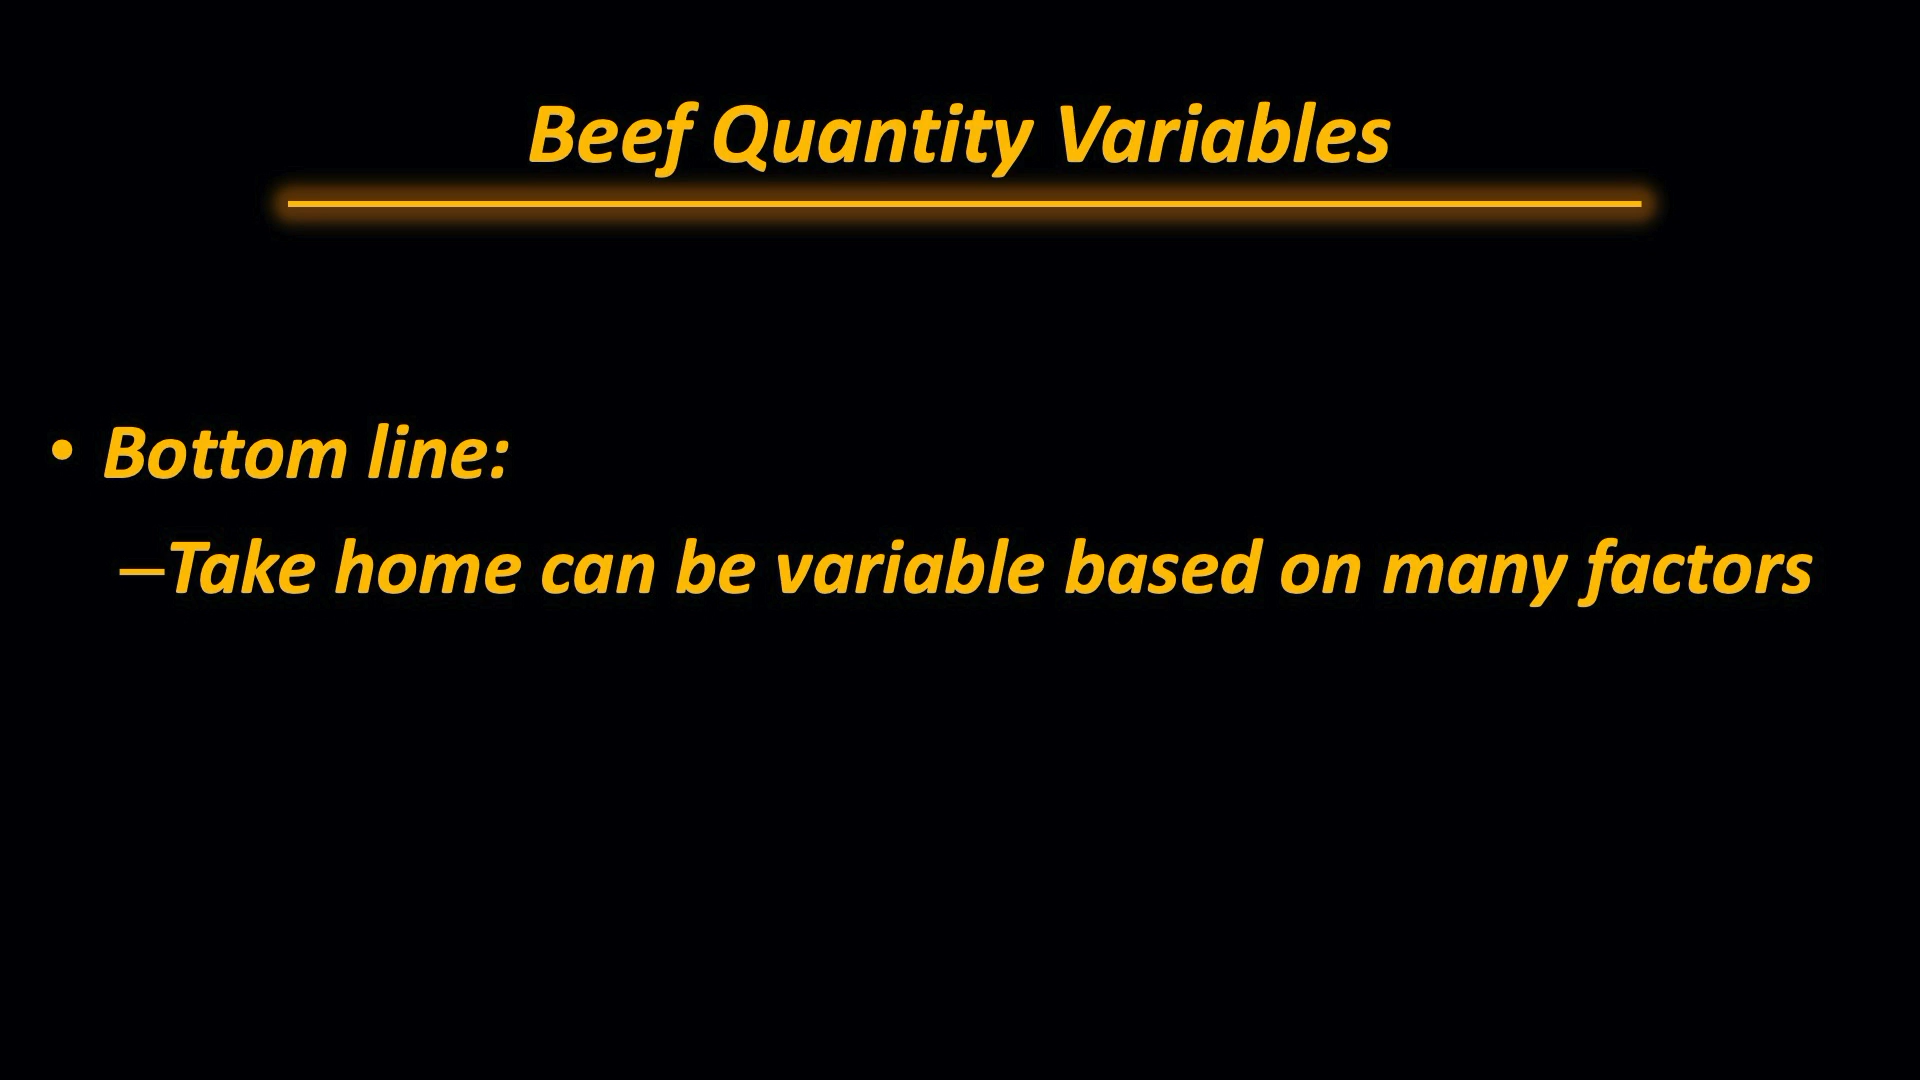 Beef Quantity Variables
• Bottom line:
–Take home can be variable based on many factors